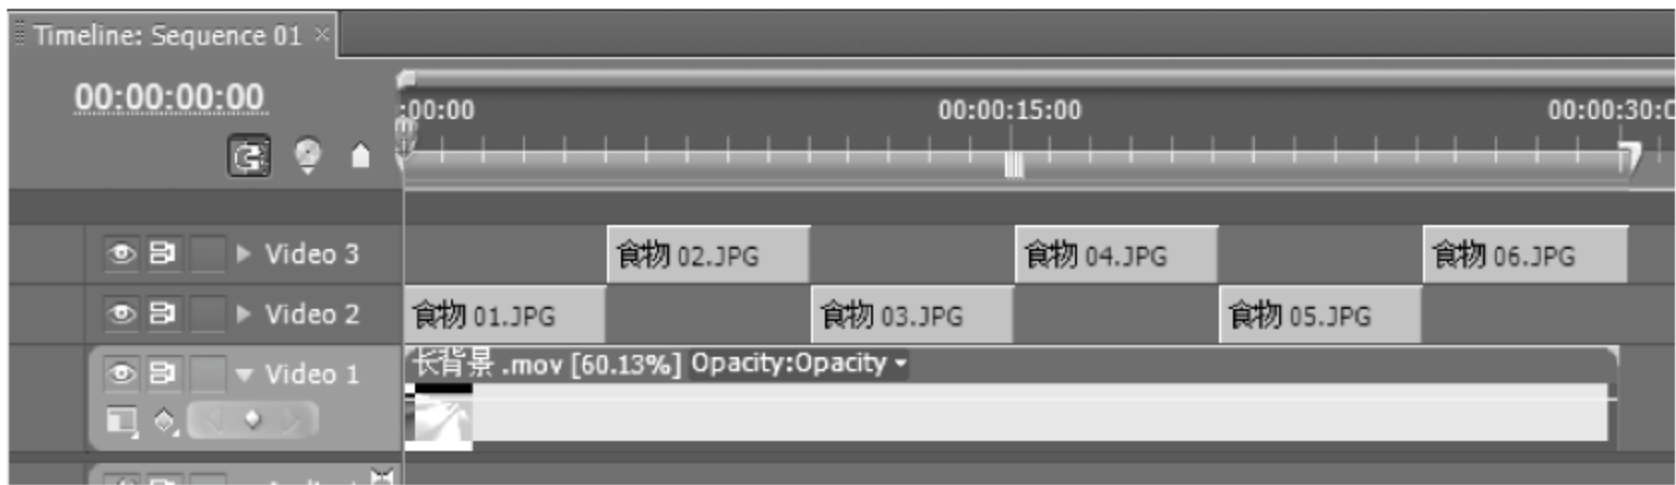 Timeline: Sequence 01 ×
00:00:00:00
:00:00 00:00:15:00 00:00:30:0
Video 3 食物 02.JPG 食物 04.JPG 食物 06.JPG
Video 2 食物 01.JPG 食物 03.JPG 食物 05.JPG
长背景 .mov [60.13%] Opacity:Opacity
Video 1